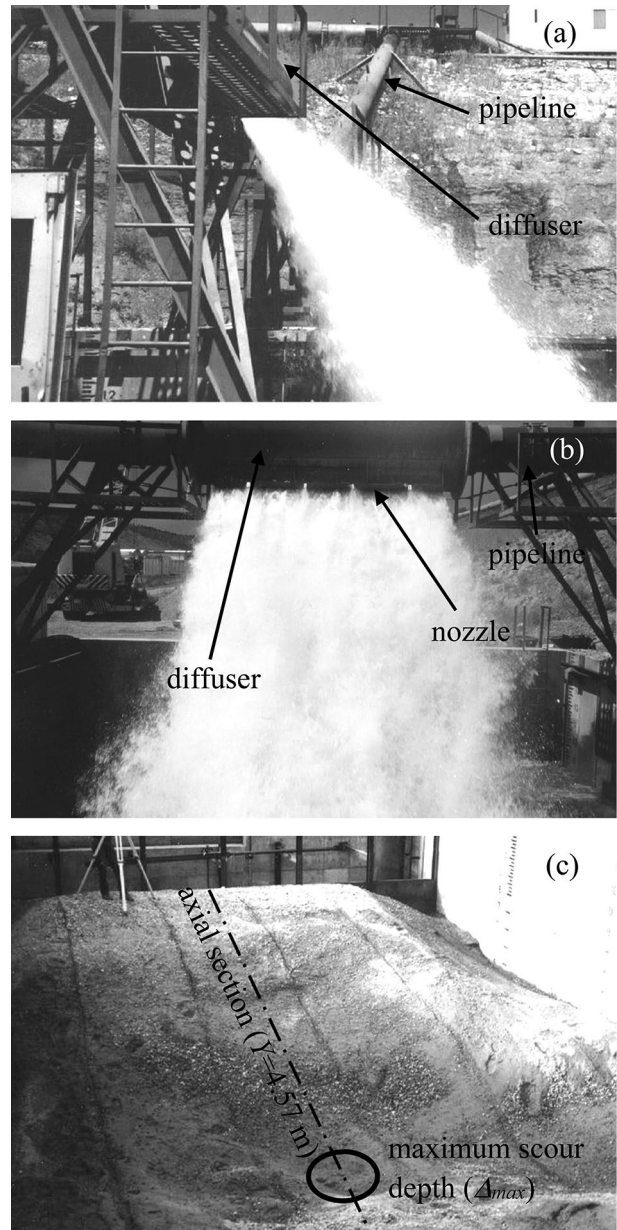 (a)
pipeline
diffuser
(b)
pipeline
nozzle
diffuser
(c)
axial section (Y=4.57 m)
maximum scour
depth (Δmax)